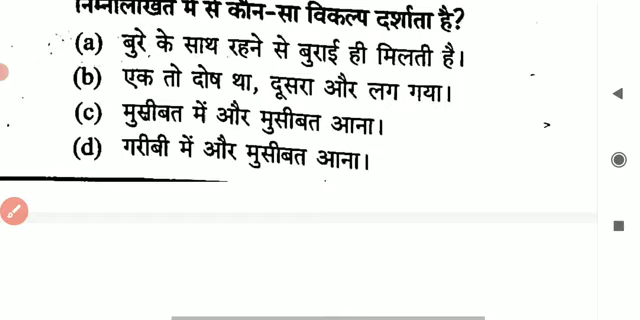 निम्नलिखित में से कौन-सा विकल्प दर्शाता है?
(a) बुरे के साथ रहने से बुराई ही मिलती है।
(b) एक तो दोष था, दूसरा और लग गया।
(c) मुसीबत में और मुसीबत आना।
(d) गरीबी में और मुसीबत आना।